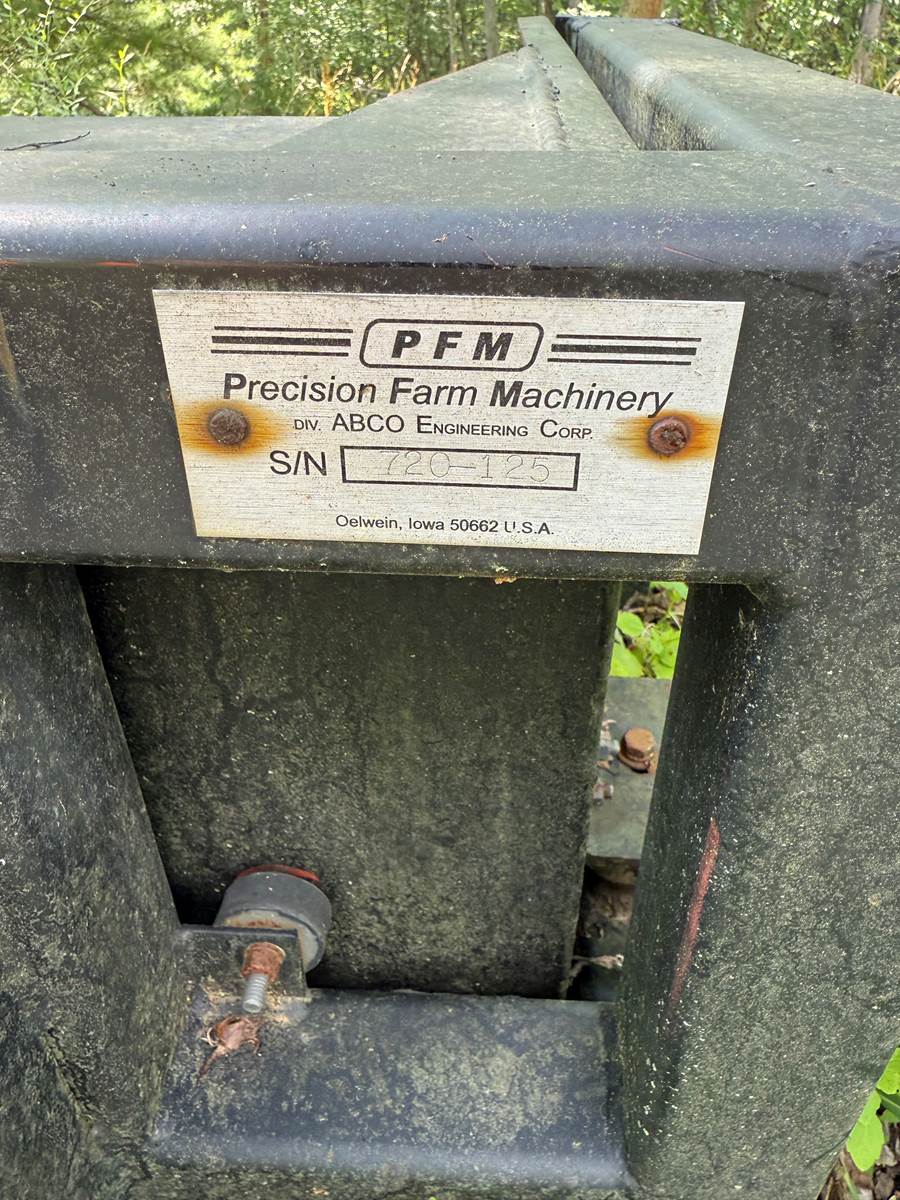 PFM
Precision Farm Machinery
DIV. ABCO ENGINEERING CORP.
S/N 720-125
Oelwein, Iowa 50662 U.S.A.